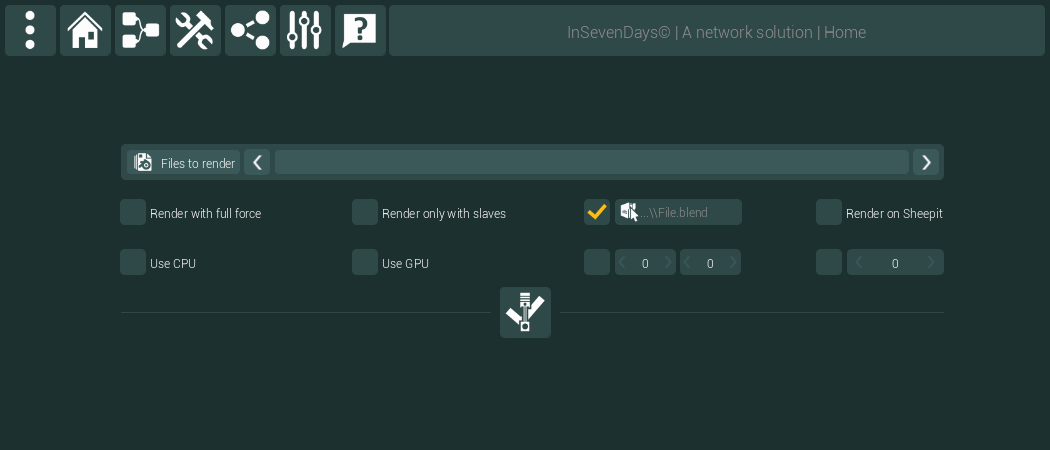 InSevenDays© | A network solution | Home
Files to render
Render with full force
Render only with slaves
...\\File.blend
Render on Sheepit
Use CPU
Use GPU
0
0
0